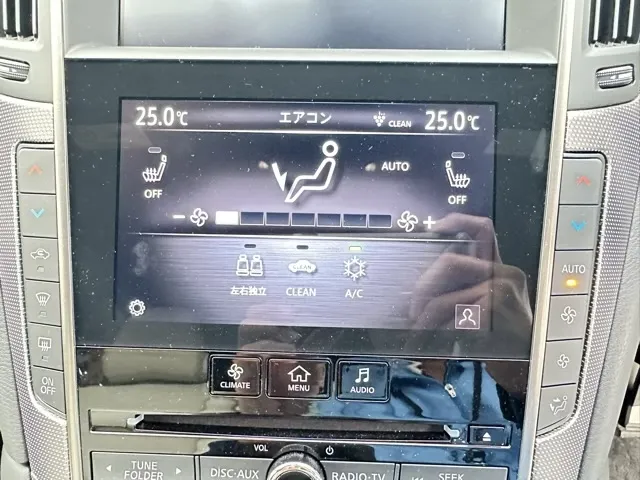 25.0℃ エアコン CLEAN 25.0℃
OFF
AUTO
OFF
− +
左右独立 CLEAN A/C
AUTO
ON
OFF
CLIMATE MENU AUDIO
VOL
TUNE
FOLDER
DISC·AUX
RADIO·TV
SEEK